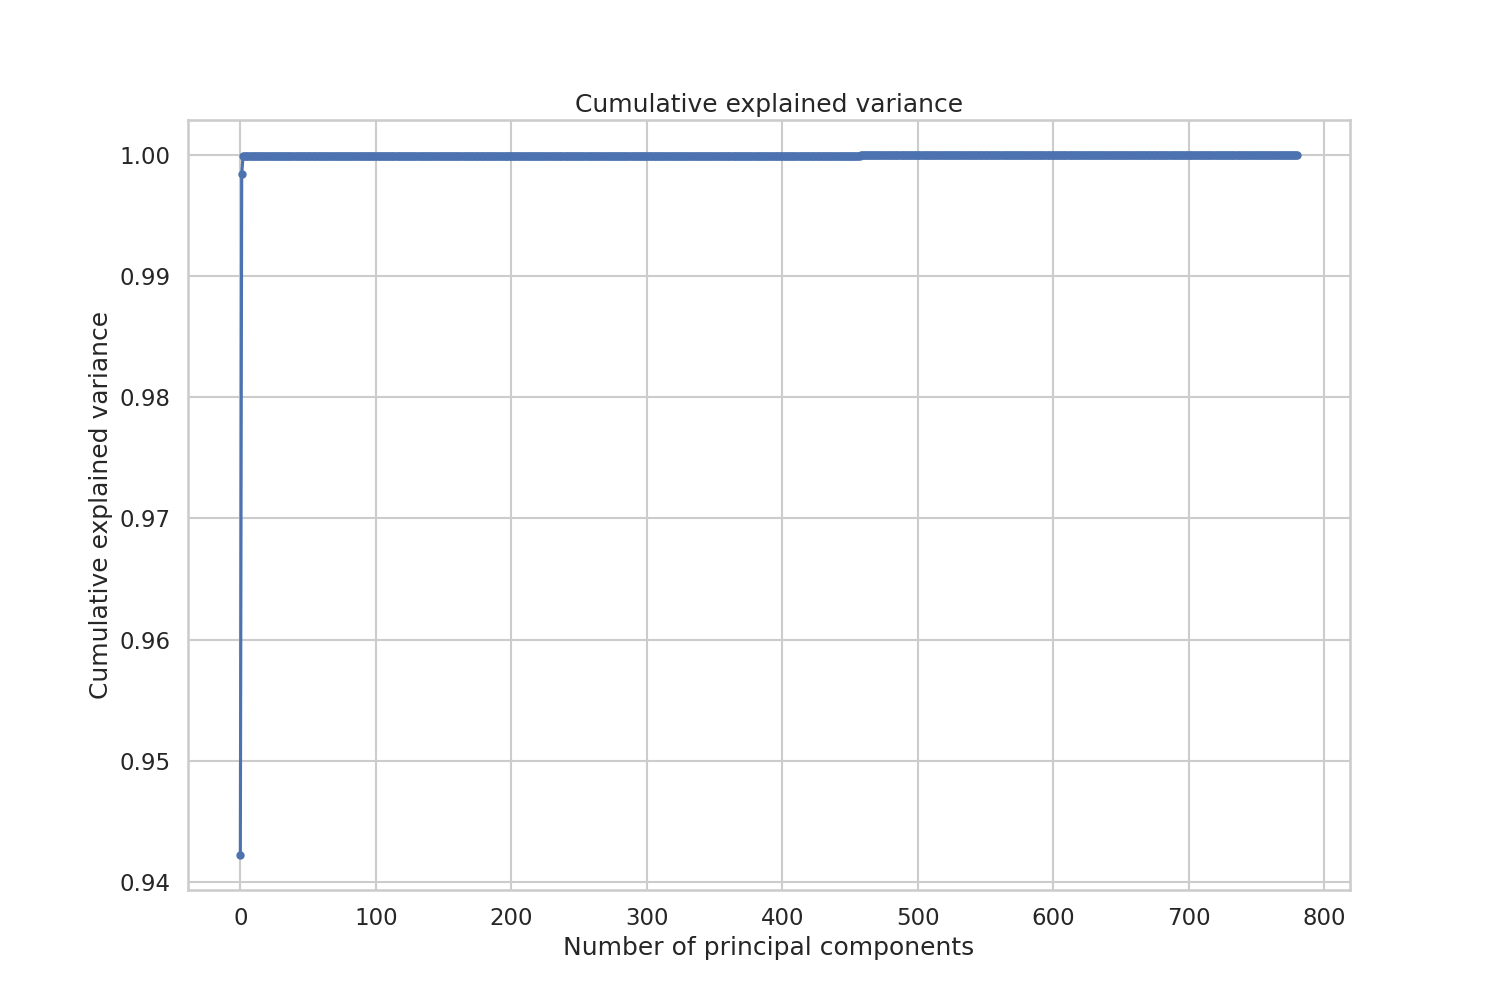 Cumulative explained variance
Cumulative explained variance
1.00
0.99
0.98
0.97
0.96
0.95
0.94
0 100 200 300 400 500 600 700 800
Number of principal components